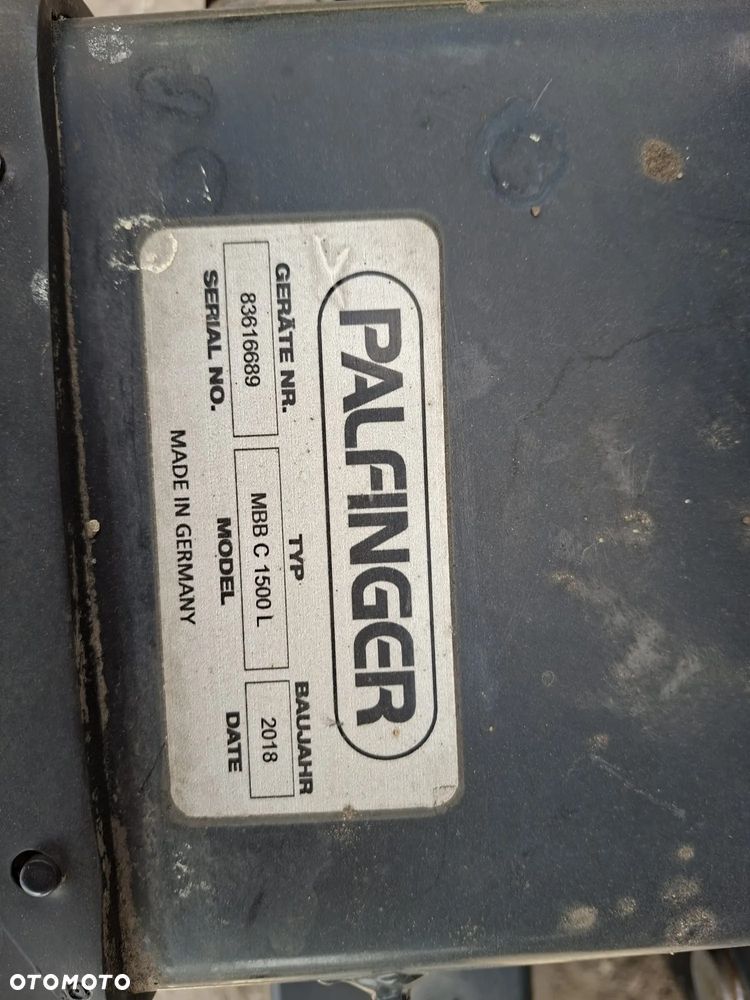 PALFINGER
GERÄTE NR. TYP BAUJAHR
83616689 MBB C 1500 L 2018
SERIAL NO. MODEL DATE
MADE IN GERMANY
OTOMOTO